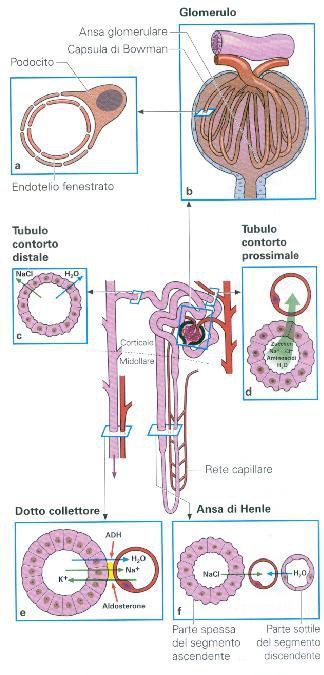 Glomerulo
Ansa glomerulare
Capsula di Bowman
Podocito
a
Endotelio fenestrato
b
Tubulo
contorto
distale
NaCl
H₂O
c
Tubulo
contorto
prossimale
Zuccheri
Na⁺ Cl⁻
Aminoacidi
H₂O
d
Corticale
Midollare
Rete capillare
Dotto collettore
ADH
H₂O
Na⁺
K⁺
Aldosterone
e
Ansa di Henle
NaCl
H₂O
f
Parte spessa
del segmento
ascendente
Parte sottile
del segmento
discendente